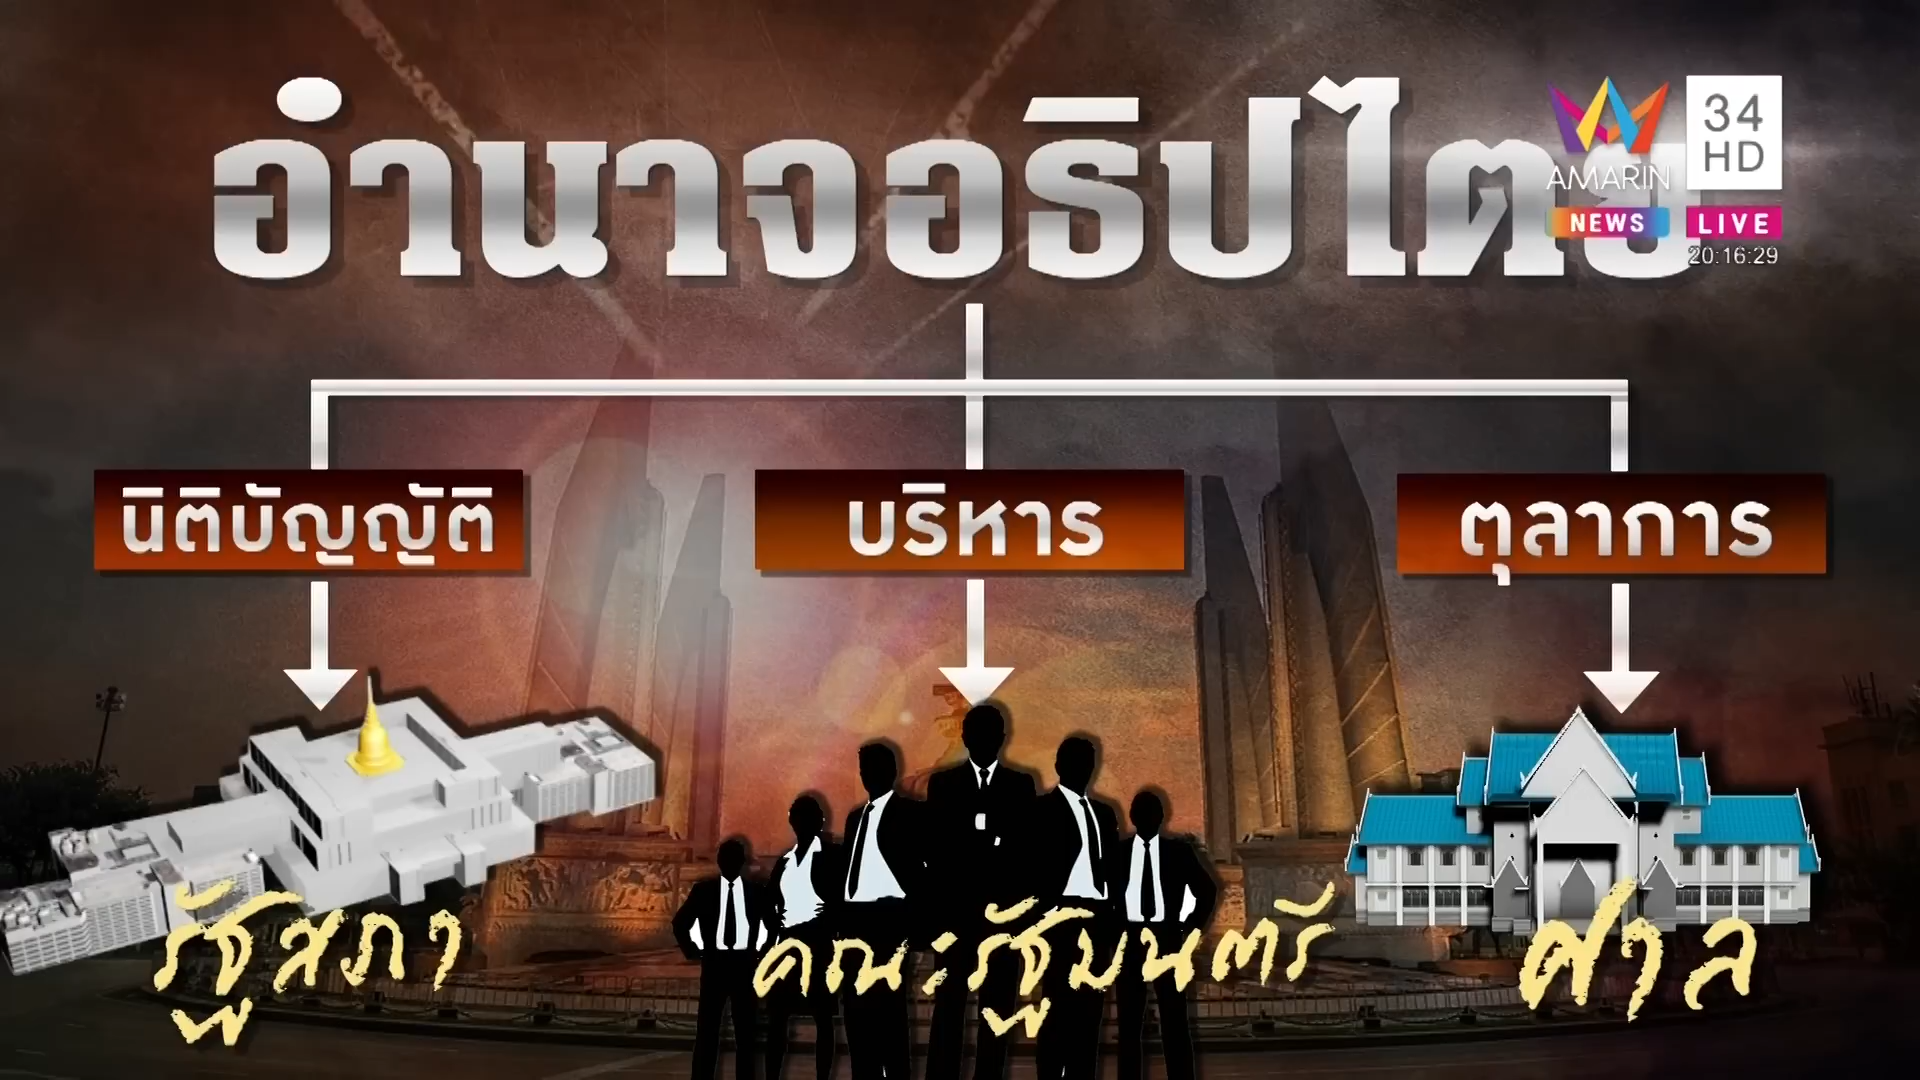 อำนาจอธิปไตย
AMARIN
34
HD
NEWS
LIVE
20:16:29
นิติบัญญัติ
บริหาร
ตุลาการ
รัฐสภา
คณะรัฐมนตรี
ศาล